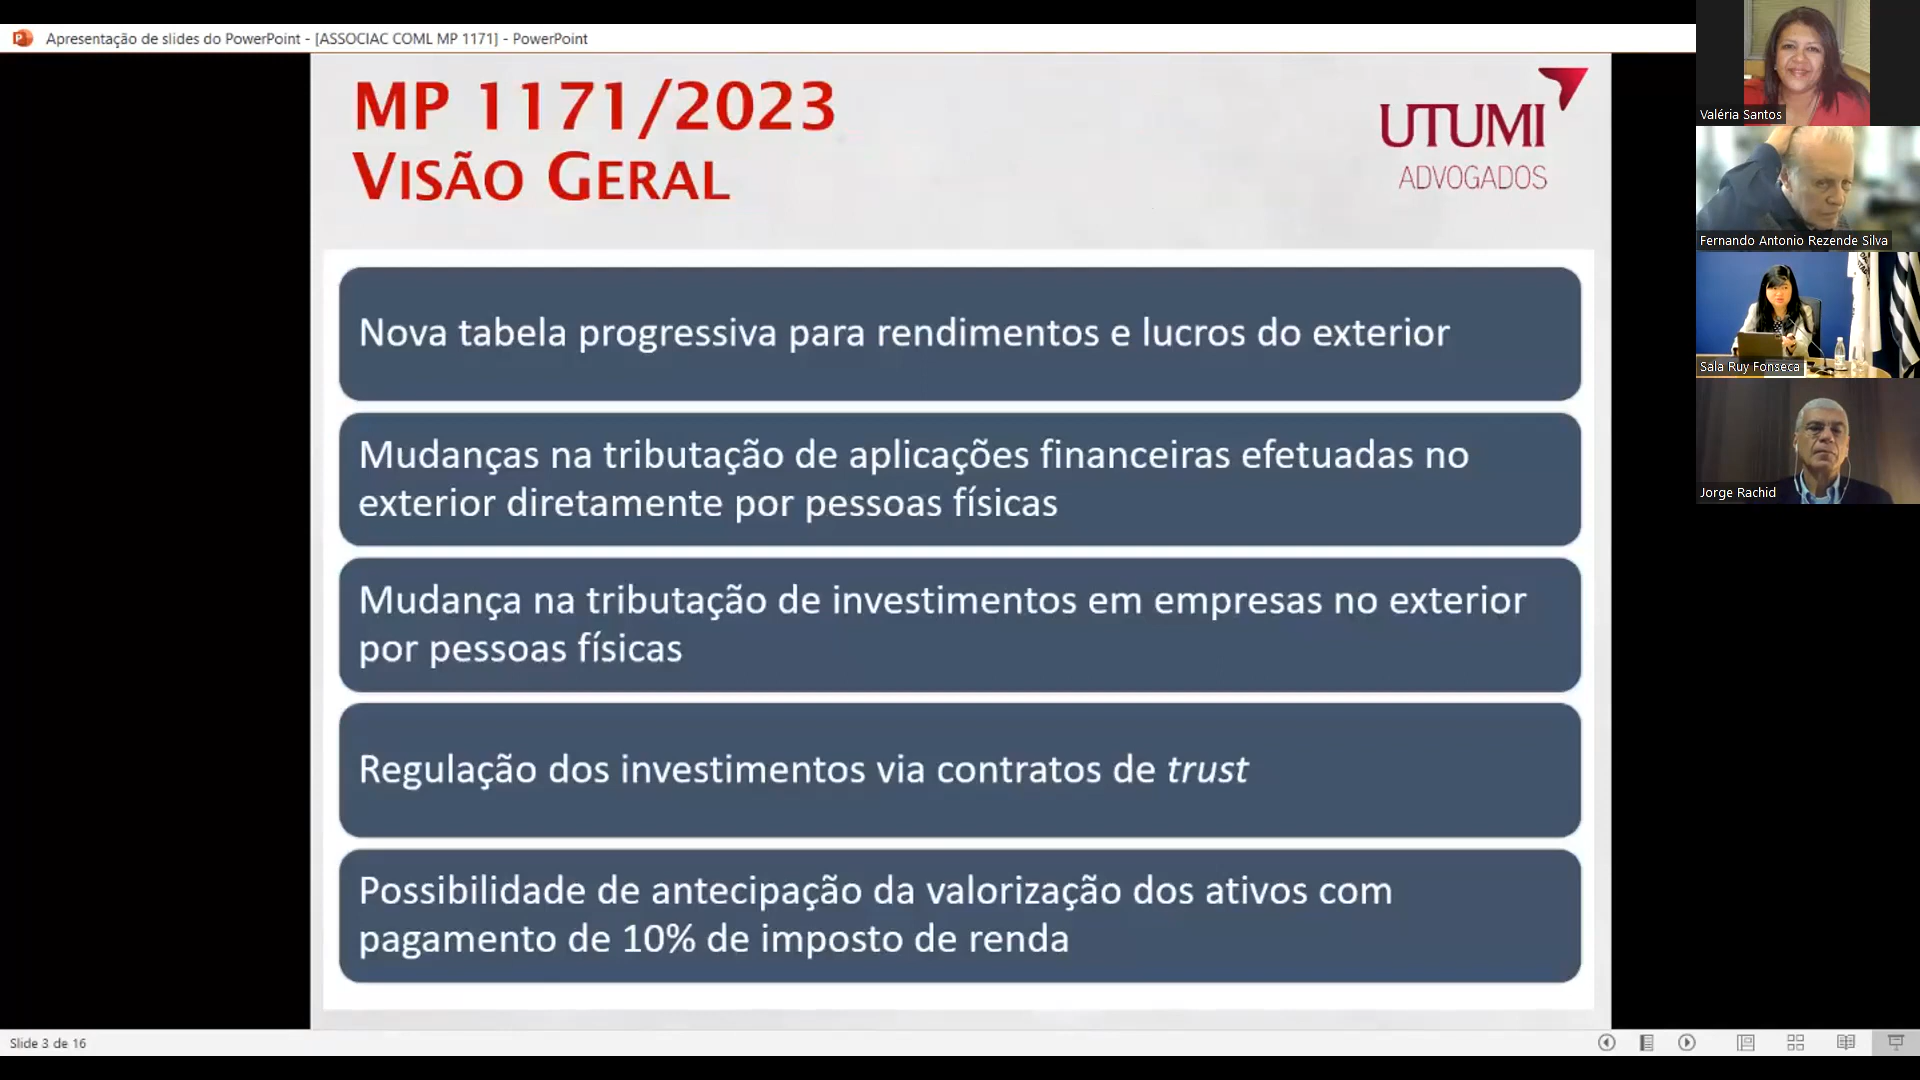 Apresentação de slides do PowerPoint - [ASSOCIAC COML MP 1171] - PowerPoint
MP 1171/2023
VISÃO GERAL
UTUMI
ADVOGADOS
Nova tabela progressiva para rendimentos e lucros do exterior
Mudanças na tributação de aplicações financeiras efetuadas no
exterior diretamente por pessoas físicas
Mudança na tributação de investimentos em empresas no exterior
por pessoas físicas
Regulação dos investimentos via contratos de trust
Possibilidade de antecipação da valorização dos ativos com
pagamento de 10% de imposto de renda
Slide 3 de 16
Valéria Santos
Fernando Antonio Rezende Silva
Sala Ruy Fonseca
Jorge Rachid